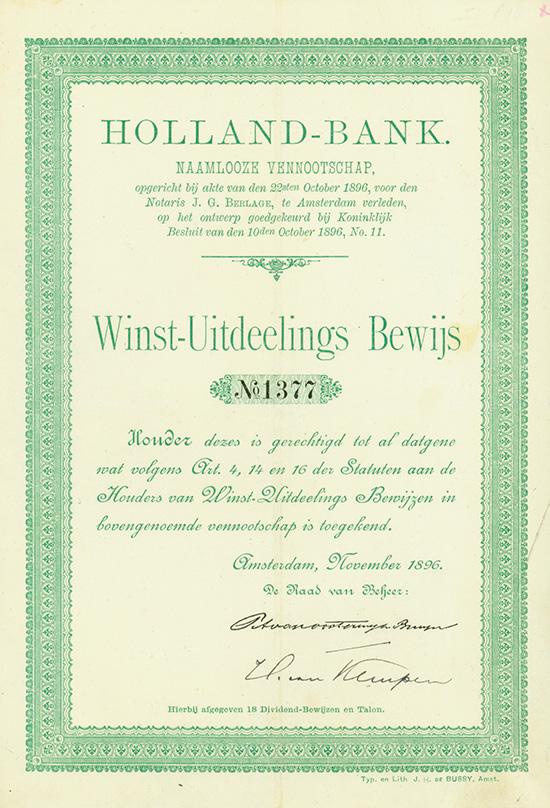 HOLLAND-BANK.
NAAMLOOZE VENNOOTSCHAP,
opgericht bij akte van den 22sten October 1896, voor den
Notaris J. G. BERLAGE, te Amsterdam verleden,
op het ontwerp goedgekeurd bij Koninklijk
Besluit van den 10den October 1896, No. 11.
Winst-Uitdeelings Bewijs
No 1377
Houder dezes is gerechtigd tot al datgene
wat volgens Art. 4, 14 en 16 der Statuten aan de
Houders van Winst-Uitdeelings Bewijzen in
bovengenoemde vennootschap is toegekend.
Amsterdam, November 1896.
De Raad van Beheer:
H. van Kempen
Hierbij afgegeven 18 Dividend-Bewijzen en Talon.
Typ. en Lith. J. H. DE BUSSY, Amst.